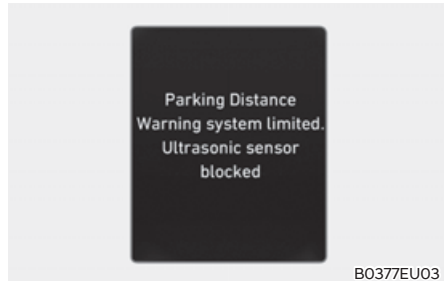 Parking Distance
Warning system limited.
Ultrasonic sensor
blocked
B0377EU03